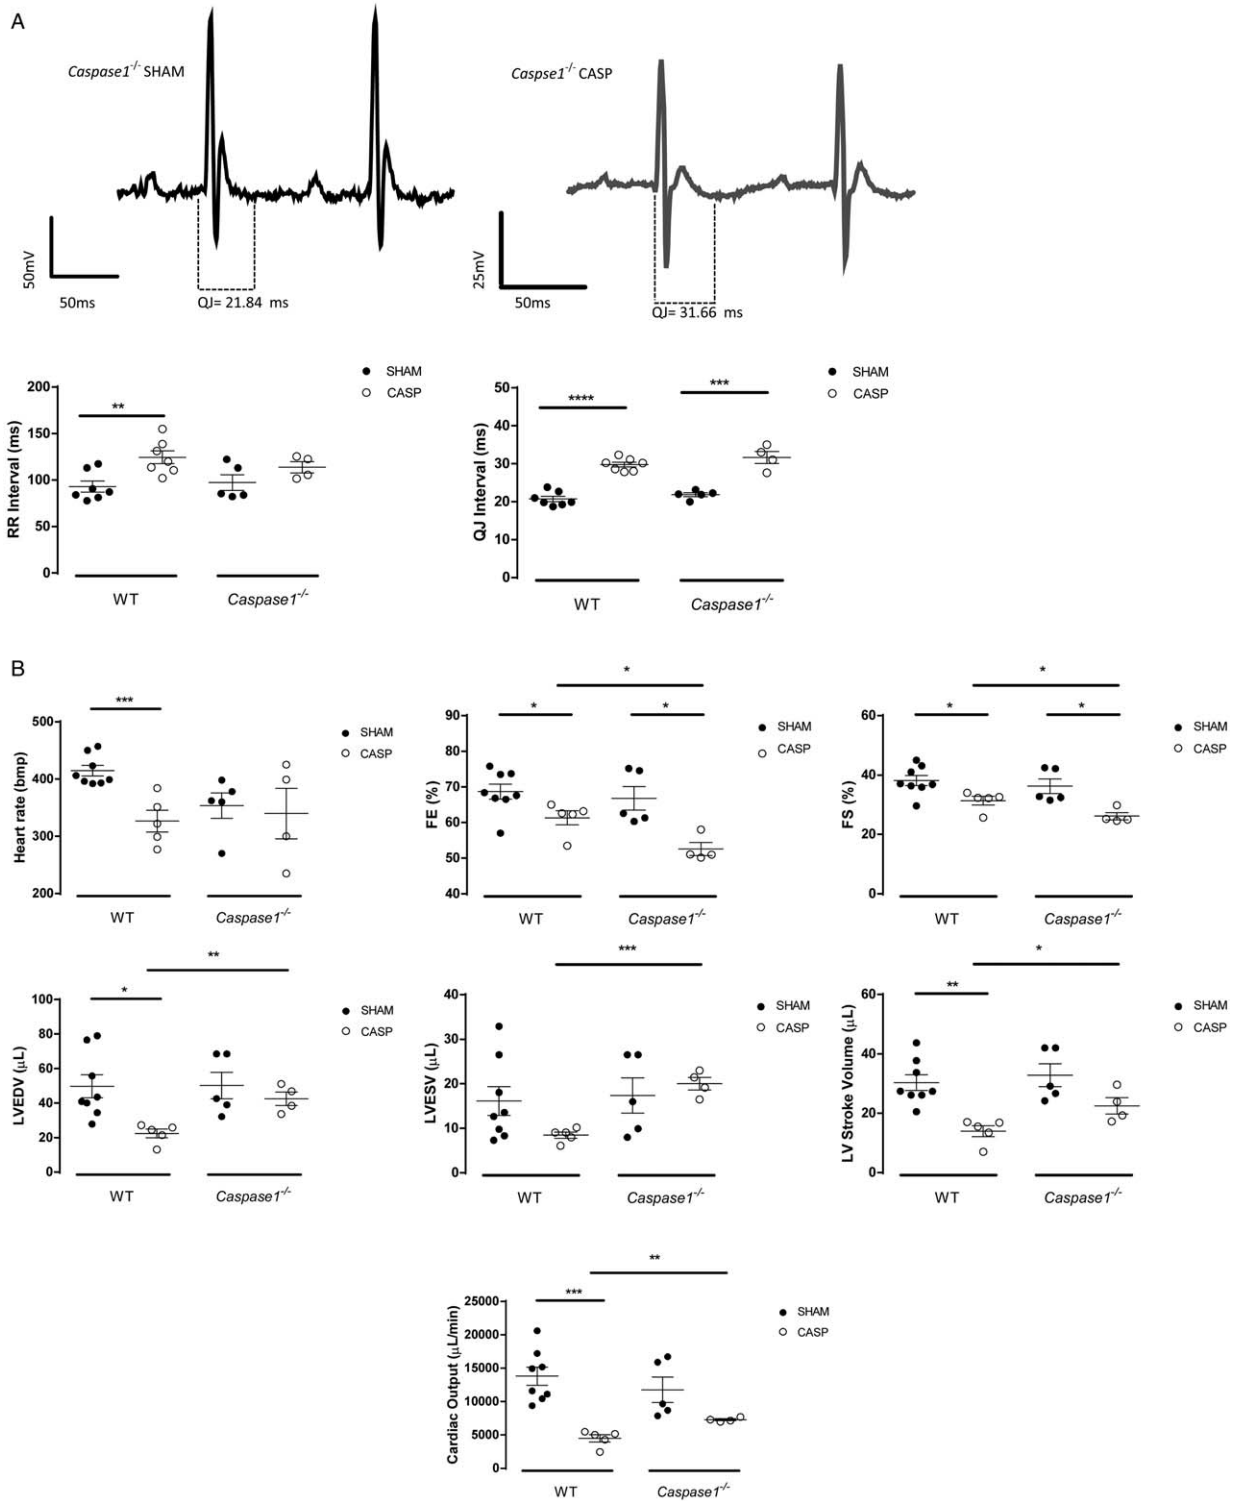 A
Caspase1-/- SHAM
Caspse1-/- CASP
50mV
50ms
QJ= 21.84 ms
25mV
50ms
QJ= 31.66 ms
SHAM
CASP
RR Interval (ms)
200
150
100
50
0
**
WT
Caspase1-/-
SHAM
CASP
QJ Interval (ms)
50
40
30
20
10
0
****
***
WT
Caspase1-/-
B
Heart rate (bmp)
500
400
300
200
***
SHAM
CASP
WT
Caspase1-/-
FE (%)
90
80
70
60
50
40
*
*
*
SHAM
CASP
WT
Caspase1-/-
FS (%)
60
40
20
0
*
*
*
SHAM
CASP
WT
Caspase1-/-
LVEDV (μL)
100
80
60
40
20
0
**
*
SHAM
CASP
WT
Caspase1-/-
LVESV (μL)
40
30
20
10
0
***
SHAM
CASP
WT
Caspase1-/-
LV Stroke Volume (μL)
60
40
20
0
*
**
SHAM
CASP
WT
Caspase1-/-
Cardiac Output (μL/min)
25000
20000
15000
10000
5000
0
**
***
SHAM
CASP
WT
Caspase1-/-